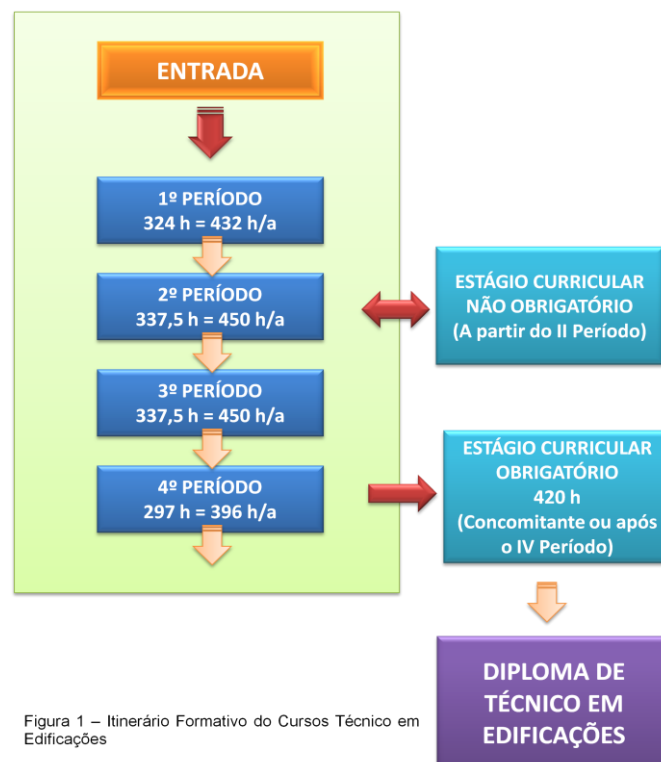 ENTRADA
1º PERÍODO
324 h = 432 h/a
2º PERÍODO
337,5 h = 450 h/a
3º PERÍODO
337,5 h = 450 h/a
4º PERÍODO
297 h = 396 h/a
ESTÁGIO CURRICULAR
NÃO OBRIGATÓRIO
(A partir do II Período)
ESTÁGIO CURRICULAR
OBRIGATÓRIO
420 h
(Concomitante ou após
o IV Período)
DIPLOMA DE
TÉCNICO EM
EDIFICAÇÕES
Figura 1 – Itinerário Formativo do Cursos Técnico em
Edificações